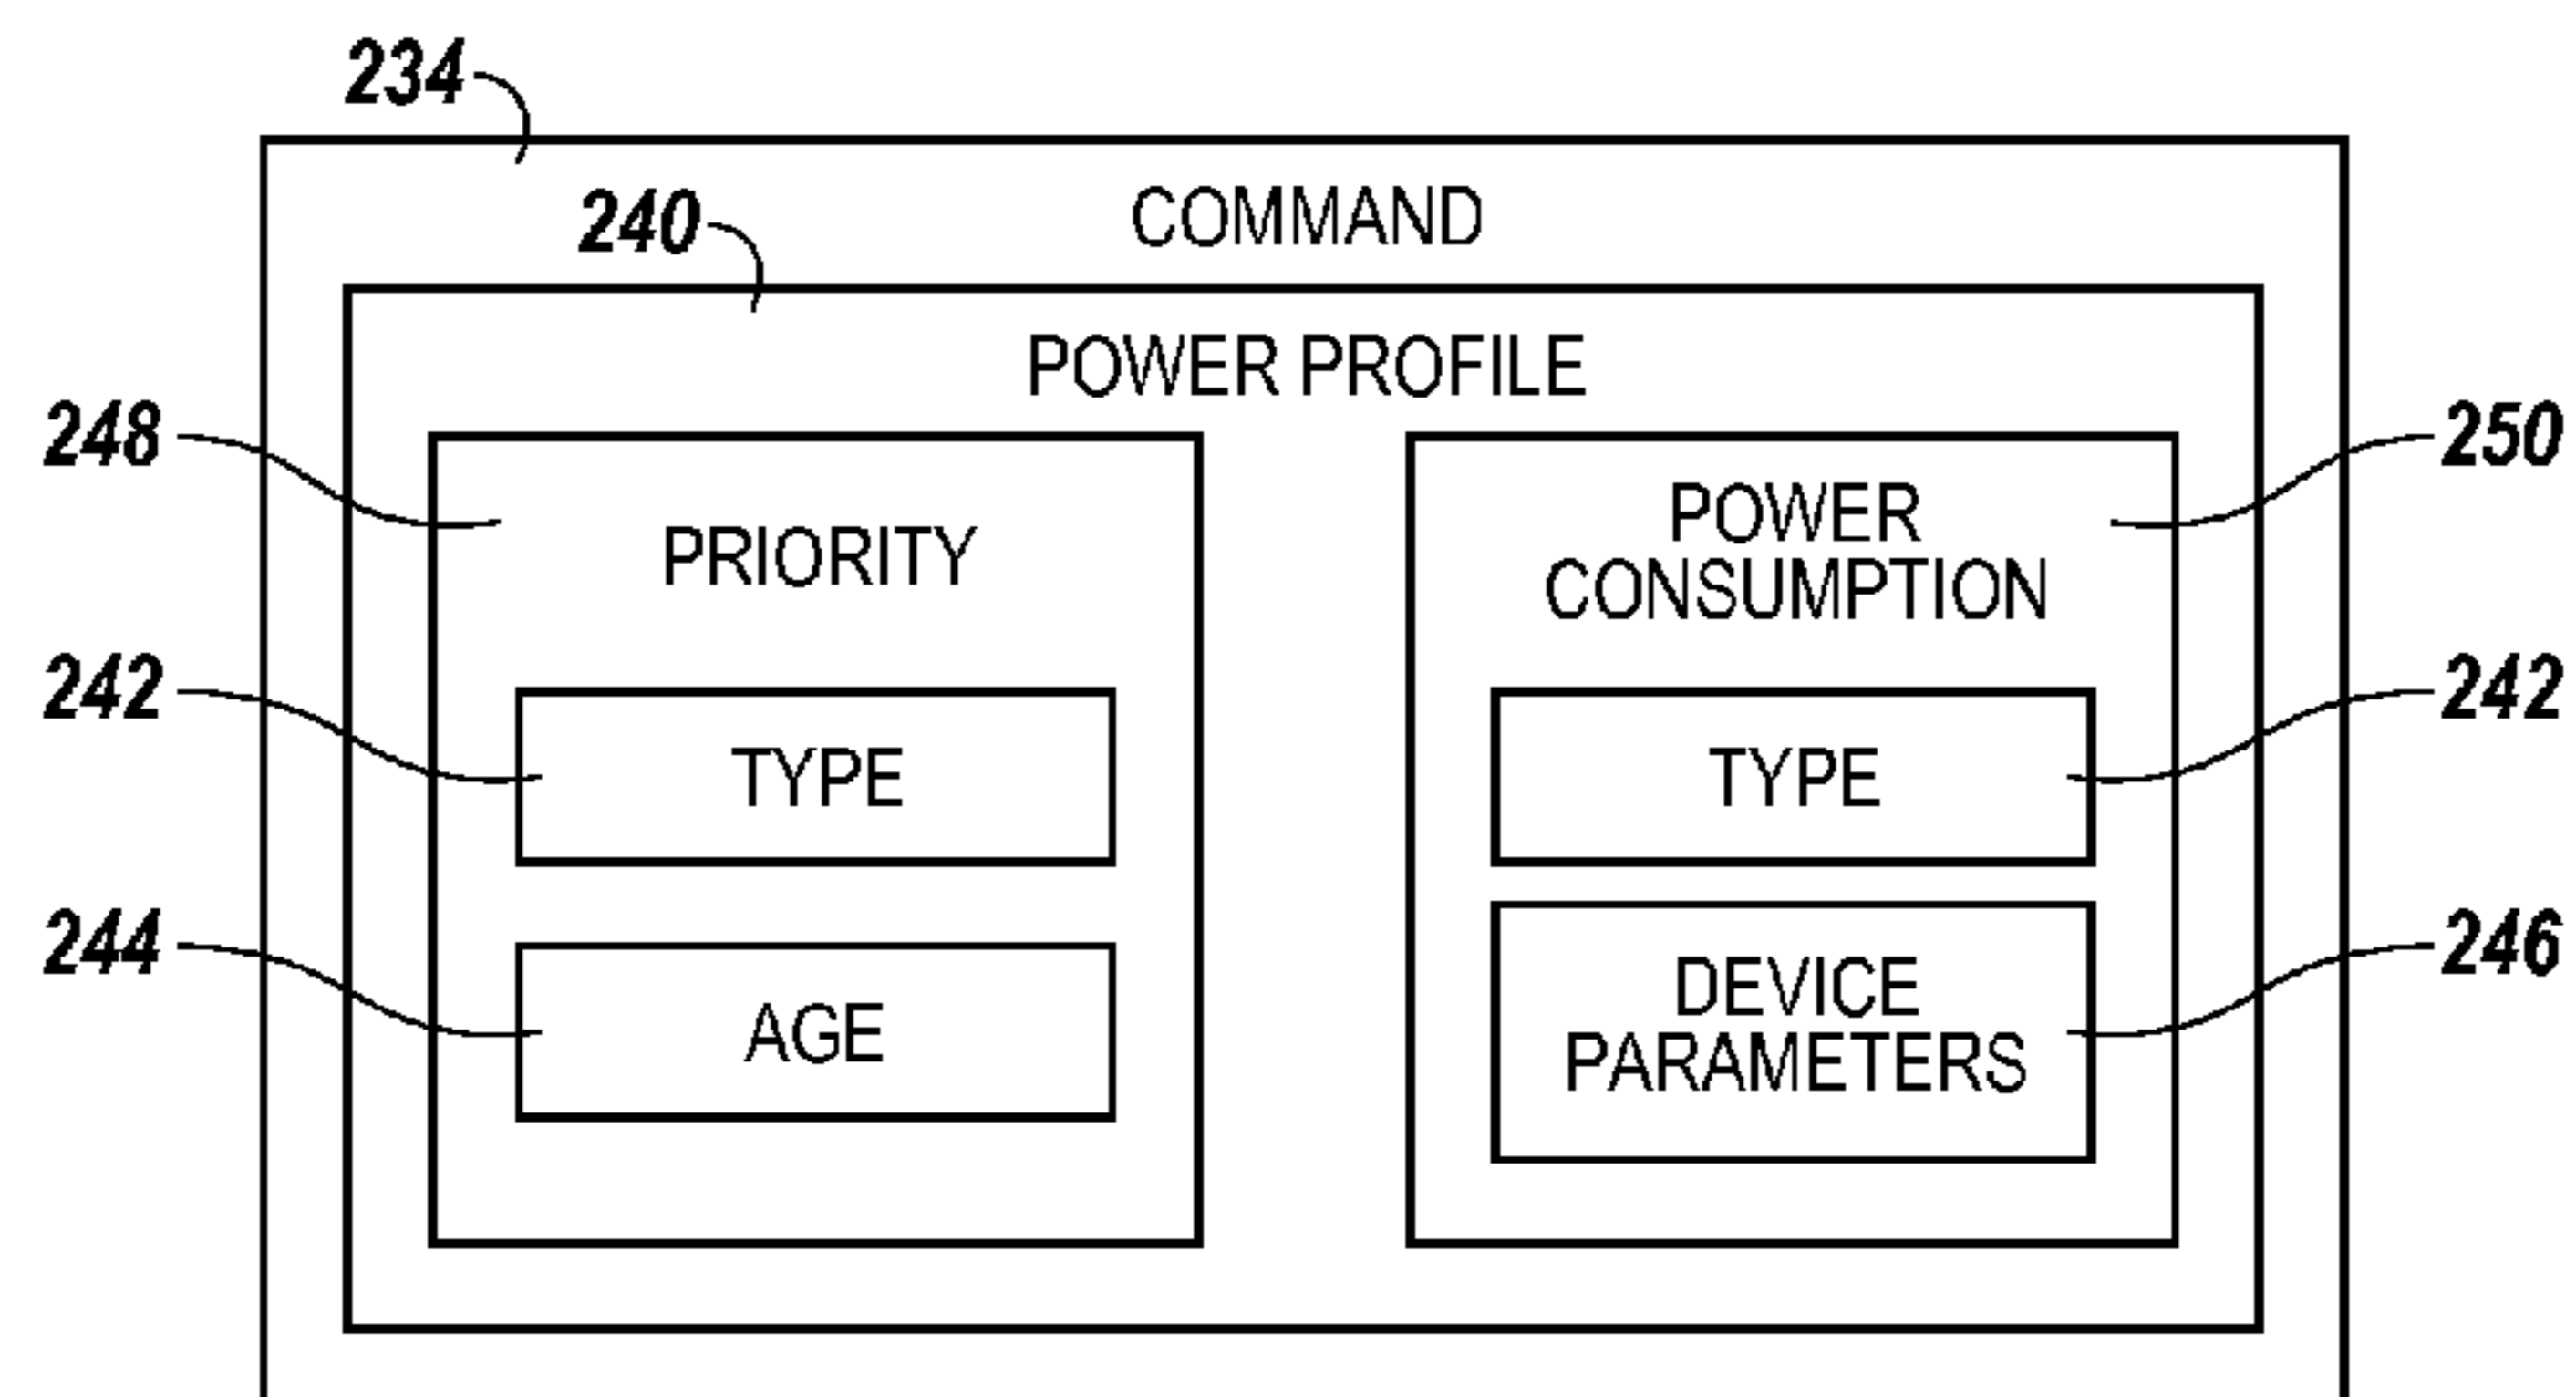 234
COMMAND
240
POWER PROFILE
248
PRIORITY
POWER
CONSUMPTION
250
242
TYPE
TYPE
242
244
AGE
DEVICE
PARAMETERS
246